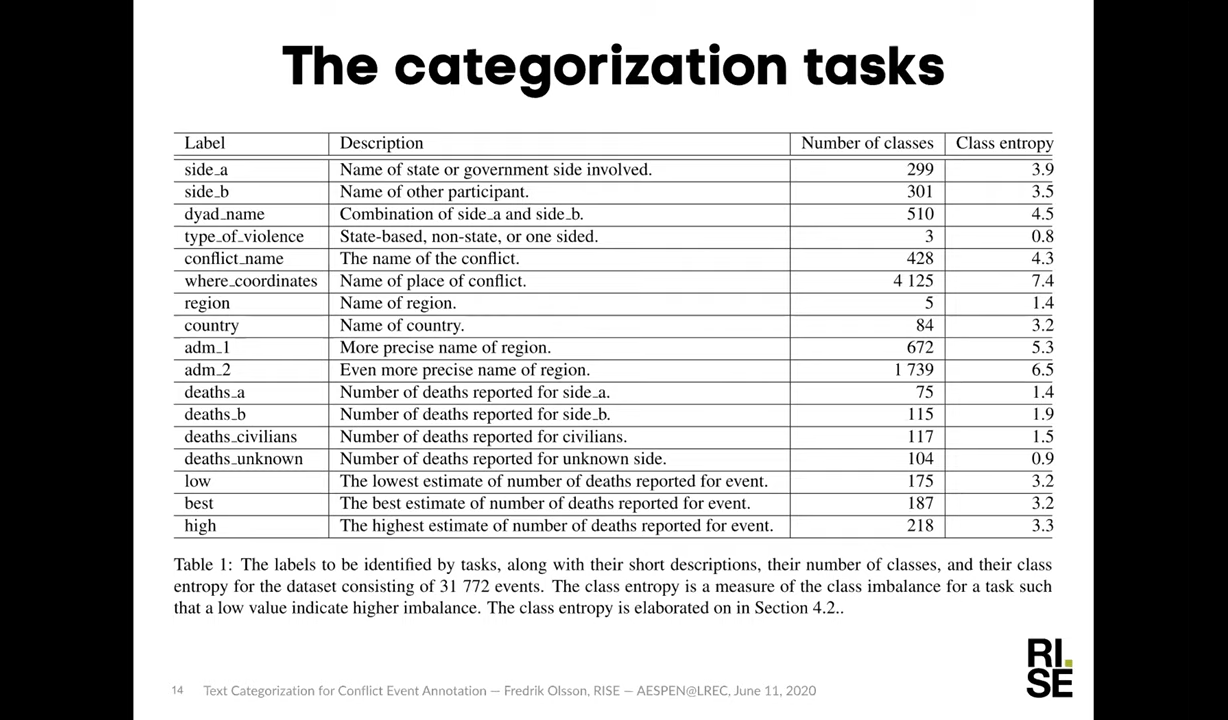 The categorization tasks
Label Description Number of classes Class entropy
side_a Name of state or government side involved. 299 3.9
side_b Name of other participant. 301 3.5
dyad_name Combination of side_a and side_b. 510 4.5
type_of_violence State-based, non-state, or one sided. 3 0.8
conflict_name The name of the conflict. 428 4.3
where_coordinates Name of place of conflict. 4 125 7.4
region Name of region. 5 1.4
country Name of country. 84 3.2
adm_1 More precise name of region. 672 5.3
adm_2 Even more precise name of region. 1 739 6.5
deaths_a Number of deaths reported for side_a. 75 1.4
deaths_b Number of deaths reported for side_b. 115 1.9
deaths_civilians Number of deaths reported for civilians. 117 1.5
deaths_unknown Number of deaths reported for unknown side. 104 0.9
low The lowest estimate of number of deaths reported for event. 175 3.2
best The best estimate of number of deaths reported for event. 187 3.2
high The highest estimate of number of deaths reported for event. 218 3.3
Table 1: The labels to be identified by tasks, along with their short descriptions, their number of classes, and their class
entropy for the dataset consisting of 31 772 events. The class entropy is a measure of the class imbalance for a task such
that a low value indicate higher imbalance. The class entropy is elaborated on in Section 4.2..
RI.
SE
14 Text Categorization for Conflict Event Annotation — Fredrik Olsson, RISE — AESPEN@LREC, June 11, 2020